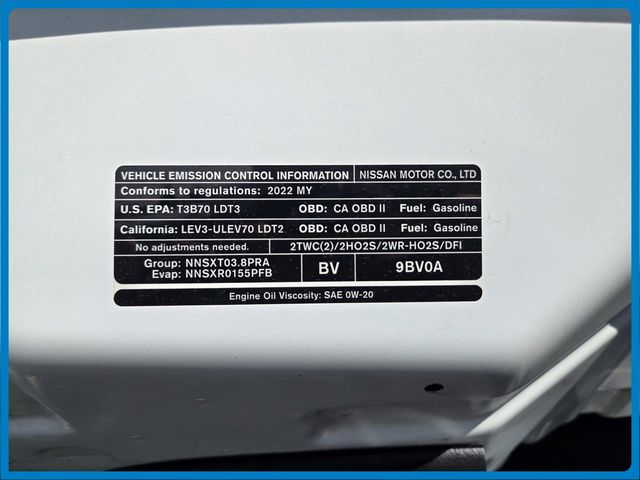 VEHICLE EMISSION CONTROL INFORMATION NISSAN MOTOR CO., LTD
Conforms to regulations: 2022 MY
U.S. EPA: T3B70 LDT3 OBD: CA OBD II Fuel: Gasoline
California: LEV3-ULEV70 LDT2 OBD: CA OBD II Fuel: Gasoline
No adjustments needed. 2TWC(2)/2HO2S/2WR-HO2S/DFI
Group: NNSXT03.8PRA BV 9BV0A
Evap: NNSXR0155PFB
Engine Oil Viscosity: SAE 0W-20